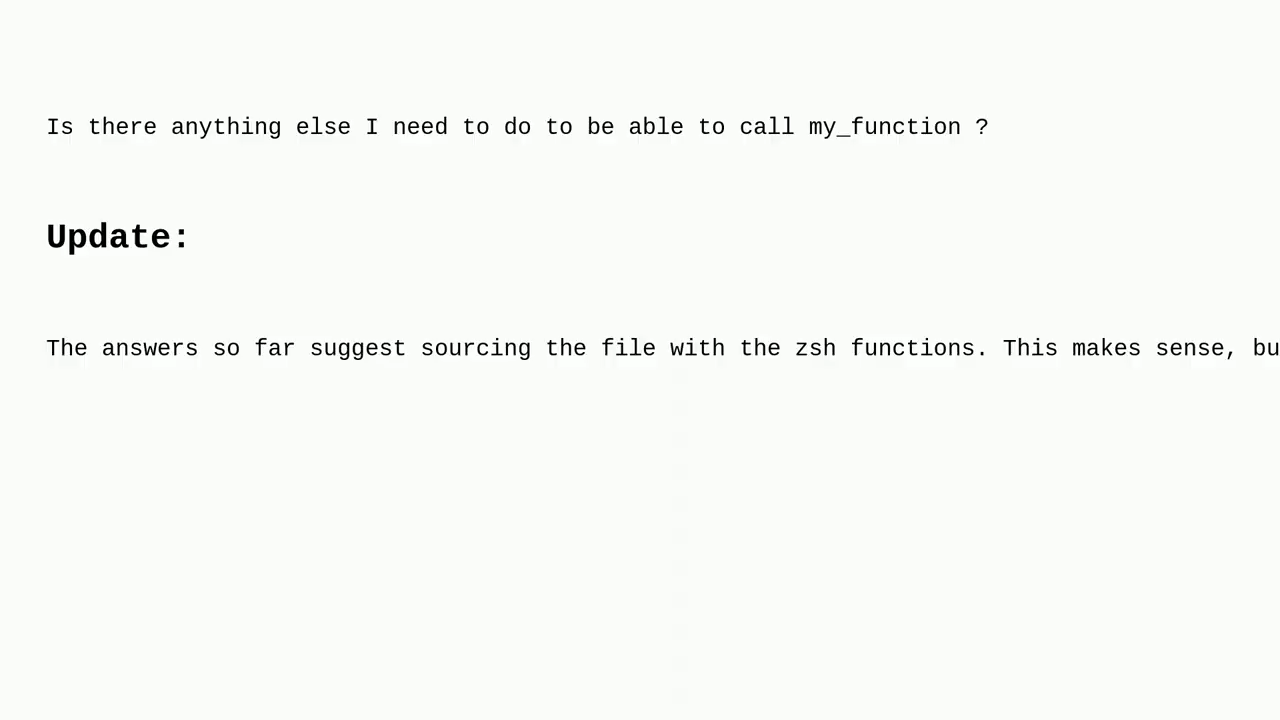 Is there anything else I need to do to be able to call my_function ?
Update:
The answers so far suggest sourcing the file with the zsh functions. This makes sense, bu